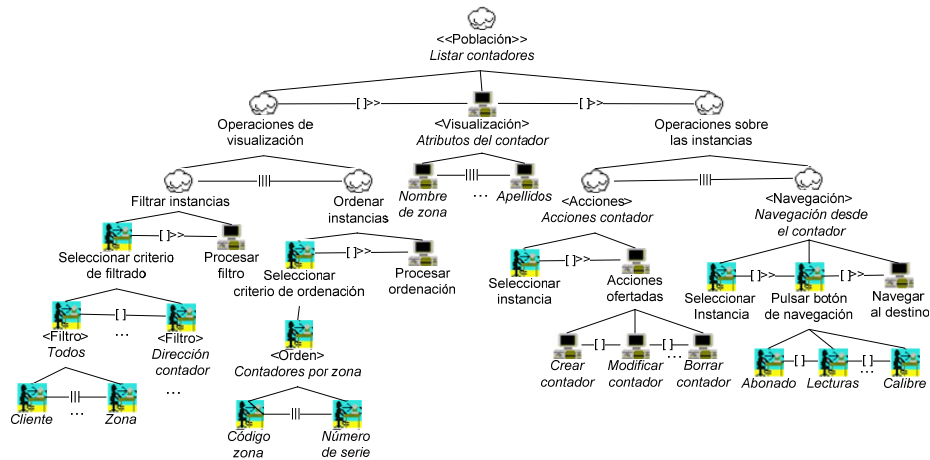 <<Población>>
Listar contadores
[ ]>>
[ ]>>
Operaciones de
visualización
<Visualización>
Atributos del contador
Operaciones sobre
las instancias
||||
||||
||||
Filtrar instancias
Ordenar
instancias
Nombre
de zona
...
Apellidos
<Acciones>
Acciones contador
<Navegación>
Navegación desde
el contador
[ ]>>
[ ]>>
Seleccionar criterio
de filtrado
Procesar
filtro
Seleccionar
criterio de ordenación
Procesar
ordenación
Seleccionar
instancia
Acciones
ofertadas
[ ]>>
[ ]>>
Seleccionar
Instancia
Pulsar botón
de navegación
Navegar
al destino
[ ]
<Filtro>
Todos
...
<Filtro>
Dirección
contador
...
<Orden>
Contadores por zona
[ ]
[ ]
Crear
contador
Modificar
contador
...
Borrar
contador
[ ]
[ ]
Abonado
Lecturas
...
Calibre
|||
Cliente
...
Zona
|||
Código
zona
Número
de serie